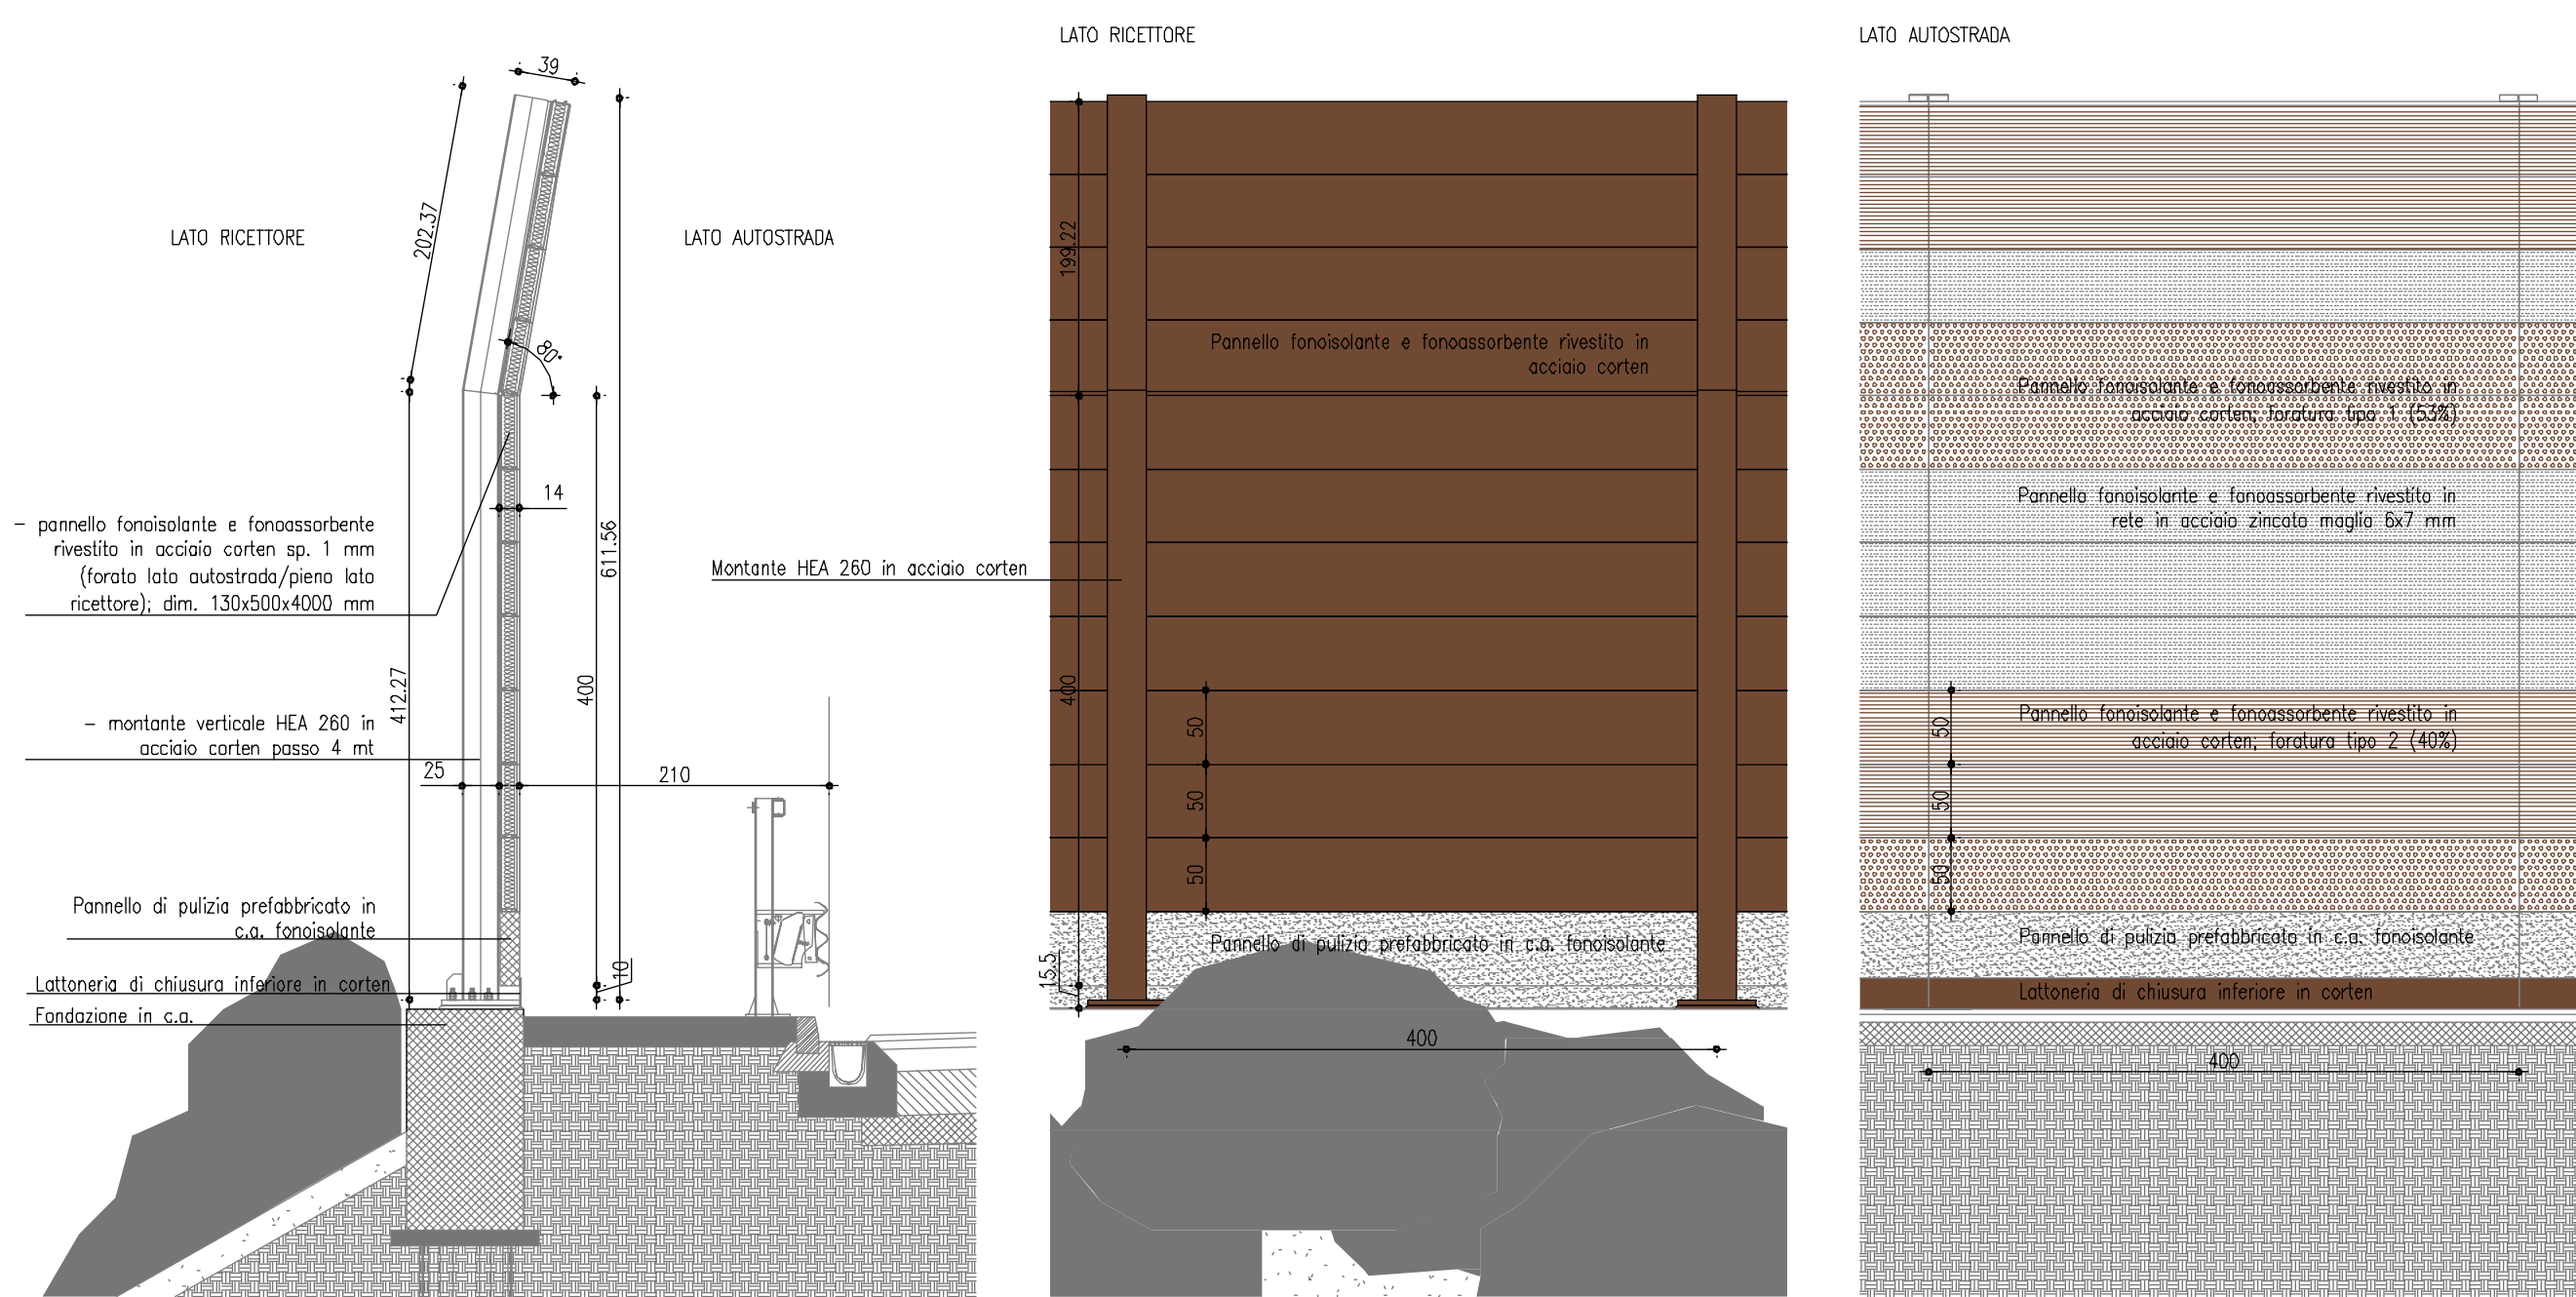 39
202.37
LATO RICETTORE
LATO AUTOSTRADA
80°
14
– pannello fonoisolante e fonoassorbente
rivestito in acciaio corten sp. 1 mm
(forato lato autostrada/pieno lato
ricettore); dim. 130x500x4000 mm
611.56
400
412.27
– montante verticale HEA 260 in
acciaio corten passo 4 mt
25
210
Pannello di pulizia prefabbricato in
c.a. fonoisolante
10
Lattoneria di chiusura inferiore in corten
Fondazione in c.a.
LATO RICETTORE
199.22
Pannello fonoisolante e fonoassorbente rivestito in
acciaio corten
Montante HEA 260 in acciaio corten
400
50
50
50
Pannello di pulizia prefabbricato in c.a. fonoisolante
15.5
400
LATO AUTOSTRADA
Pannello fonoisolante e fonoassorbente rivestito in
acciaio corten; foratura tipo 1 (53%)
Pannello fonoisolante e fonoassorbente rivestito in
rete in acciaio zincato maglia 6x7 mm
Pannello fonoisolante e fonoassorbente rivestito in
acciaio corten; foratura tipo 2 (40%)
50
50
50
Pannello di pulizia prefabbricato in c.a. fonoisolante
Lattoneria di chiusura inferiore in corten
400